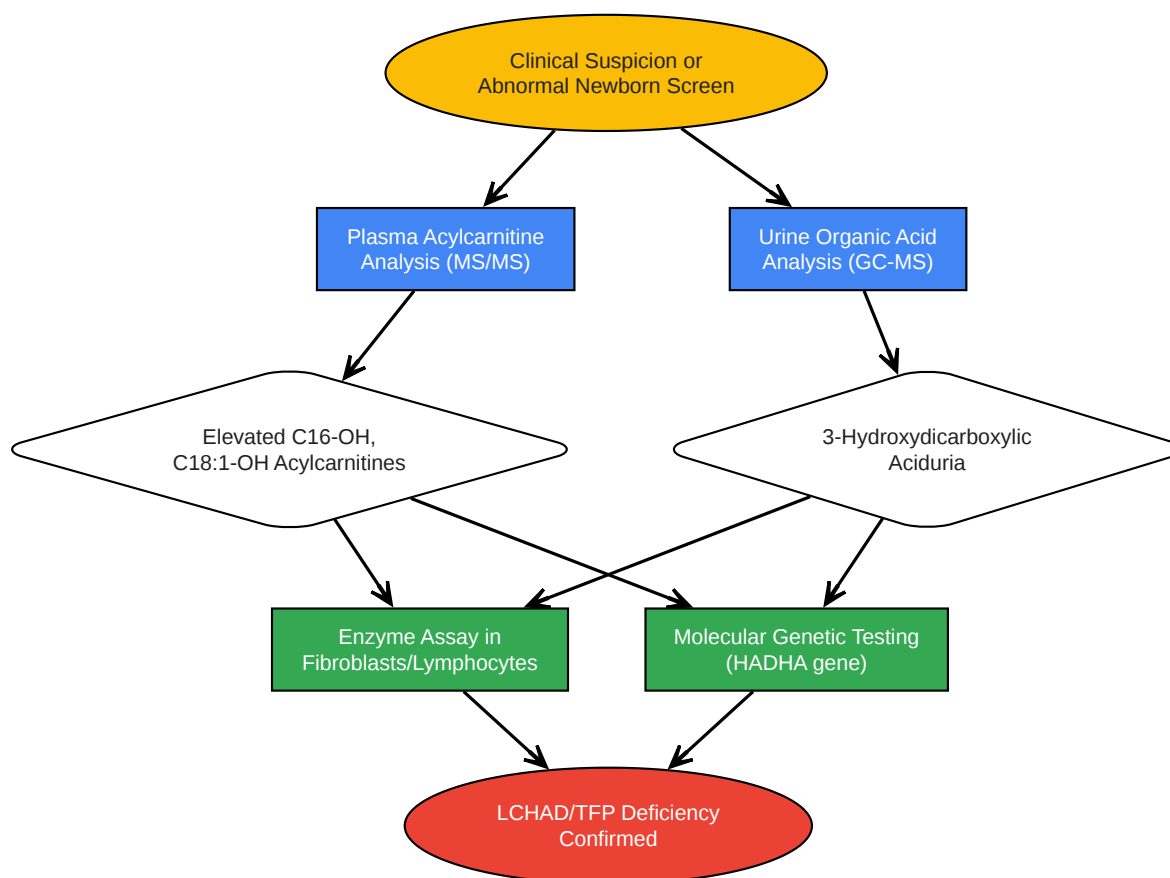 Clinical Suspicion or
Abnormal Newborn Screen
Plasma Acylcarnitine
Analysis (MS/MS)
Urine Organic Acid
Analysis (GC-MS)
Elevated C16-OH,
C18:1-OH Acylcarnitines
3-Hydroxydicarboxylic
Aciduria
Enzyme Assay in
Fibroblasts/Lymphocytes
Molecular Genetic Testing
(HADHA gene)
LCHAD/TFP Deficiency
Confirmed